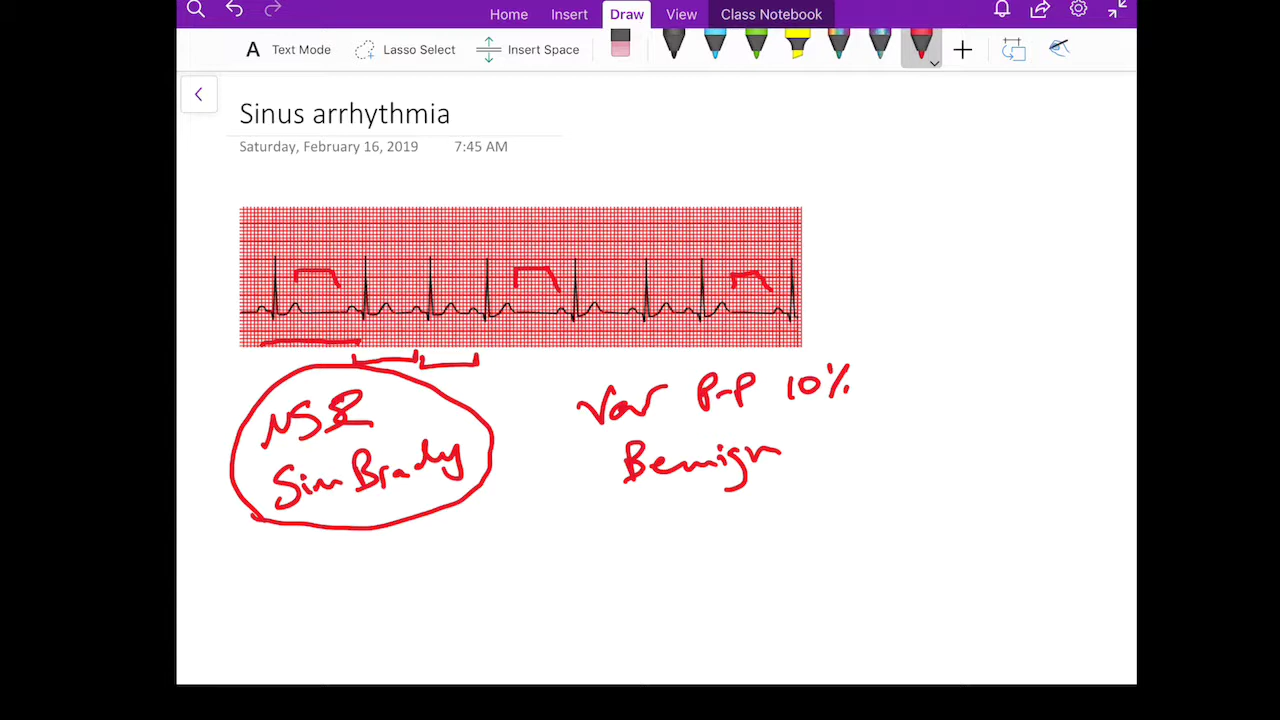 Home Insert Draw View Class Notebook
Text Mode Lasso Select Insert Space
Sinus arrhythmia
Saturday, February 16, 2019 7:45 AM
Var P-P 10%
NSR
Benign
Sin Brady